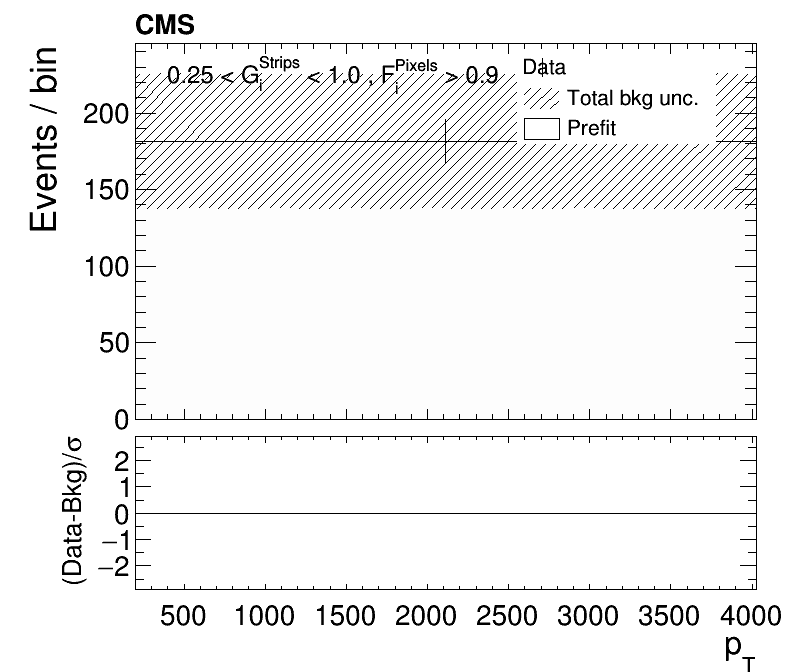 CMS
Events / bin
0.25 < G_i^Strips < 1.0 , F_i^Pixels > 0.9
Data
Total bkg unc.
Prefit
200
150
100
50
0
(Data-Bkg)/σ
2
1
0
−1
−2
500 1000 1500 2000 2500 3000 3500 4000
p_T